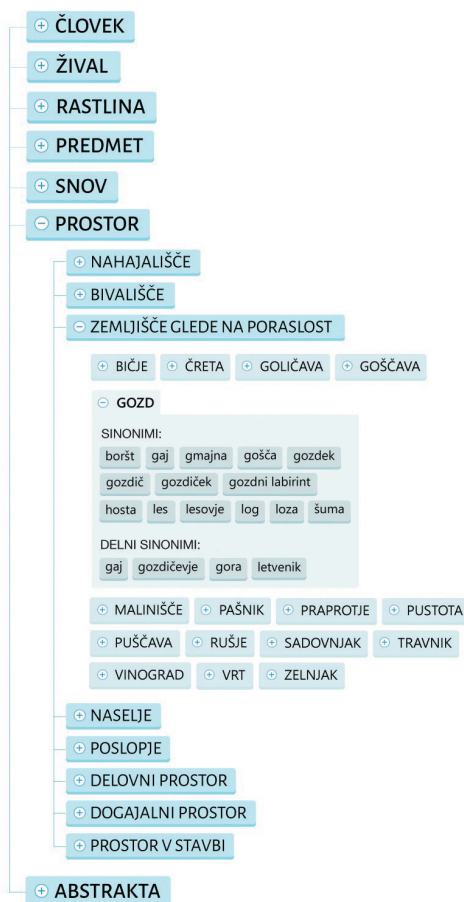 ČLOVEK
ŽIVAL
RASTLINA
PREDMET
SNOV
PROSTOR
NAHAJALIŠČE
BIVALIŠČE
ZEMLJIŠČE GLEDE NA PORASLOST
BIČJE ČRETA GOLIČAVA GOŠČAVA
GOZD
SINONIMI:
boršt gaj gmajna gošča gozdek
gozdič gozdiček gozdni labirint
hosta les lesovje log loza šuma
DELNI SINONIMI:
gaj gozdičevje gora letvenik
MALINIŠČE PAŠNIK PRAPROTJE PUSTOTA
PUŠČAVA RUŠJE SADOVNJAK TRAVNIK
VINOGRAD VRT ZELNJAK
NASELJE
POSLOPJE
DELOVNI PROSTOR
DOGAJALNI PROSTOR
PROSTOR V STAVBI
ABSTRAKTA